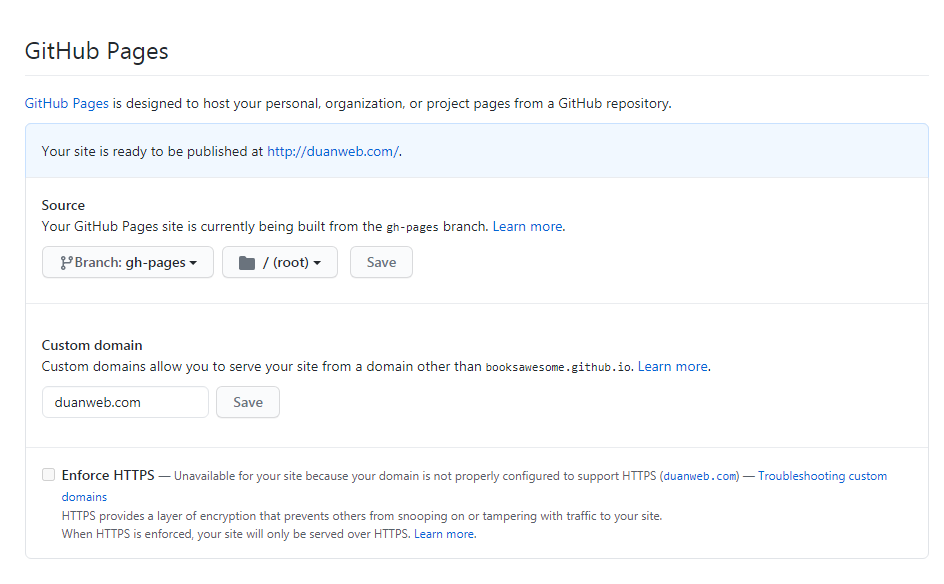 GitHub Pages
GitHub Pages is designed to host your personal, organization, or project pages from a GitHub repository.
Your site is ready to be published at http://duanweb.com/.
Source
Your GitHub Pages site is currently being built from the gh-pages branch. Learn more.
Branch: gh-pages
/ (root)
Save
Custom domain
Custom domains allow you to serve your site from a domain other than booksawesome.github.io. Learn more.
duanweb.com
Save
Enforce HTTPS — Unavailable for your site because your domain is not properly configured to support HTTPS (duanweb.com) — Troubleshooting custom
domains
HTTPS provides a layer of encryption that prevents others from snooping on or tampering with traffic to your site.
When HTTPS is enforced, your site will only be served over HTTPS. Learn more.